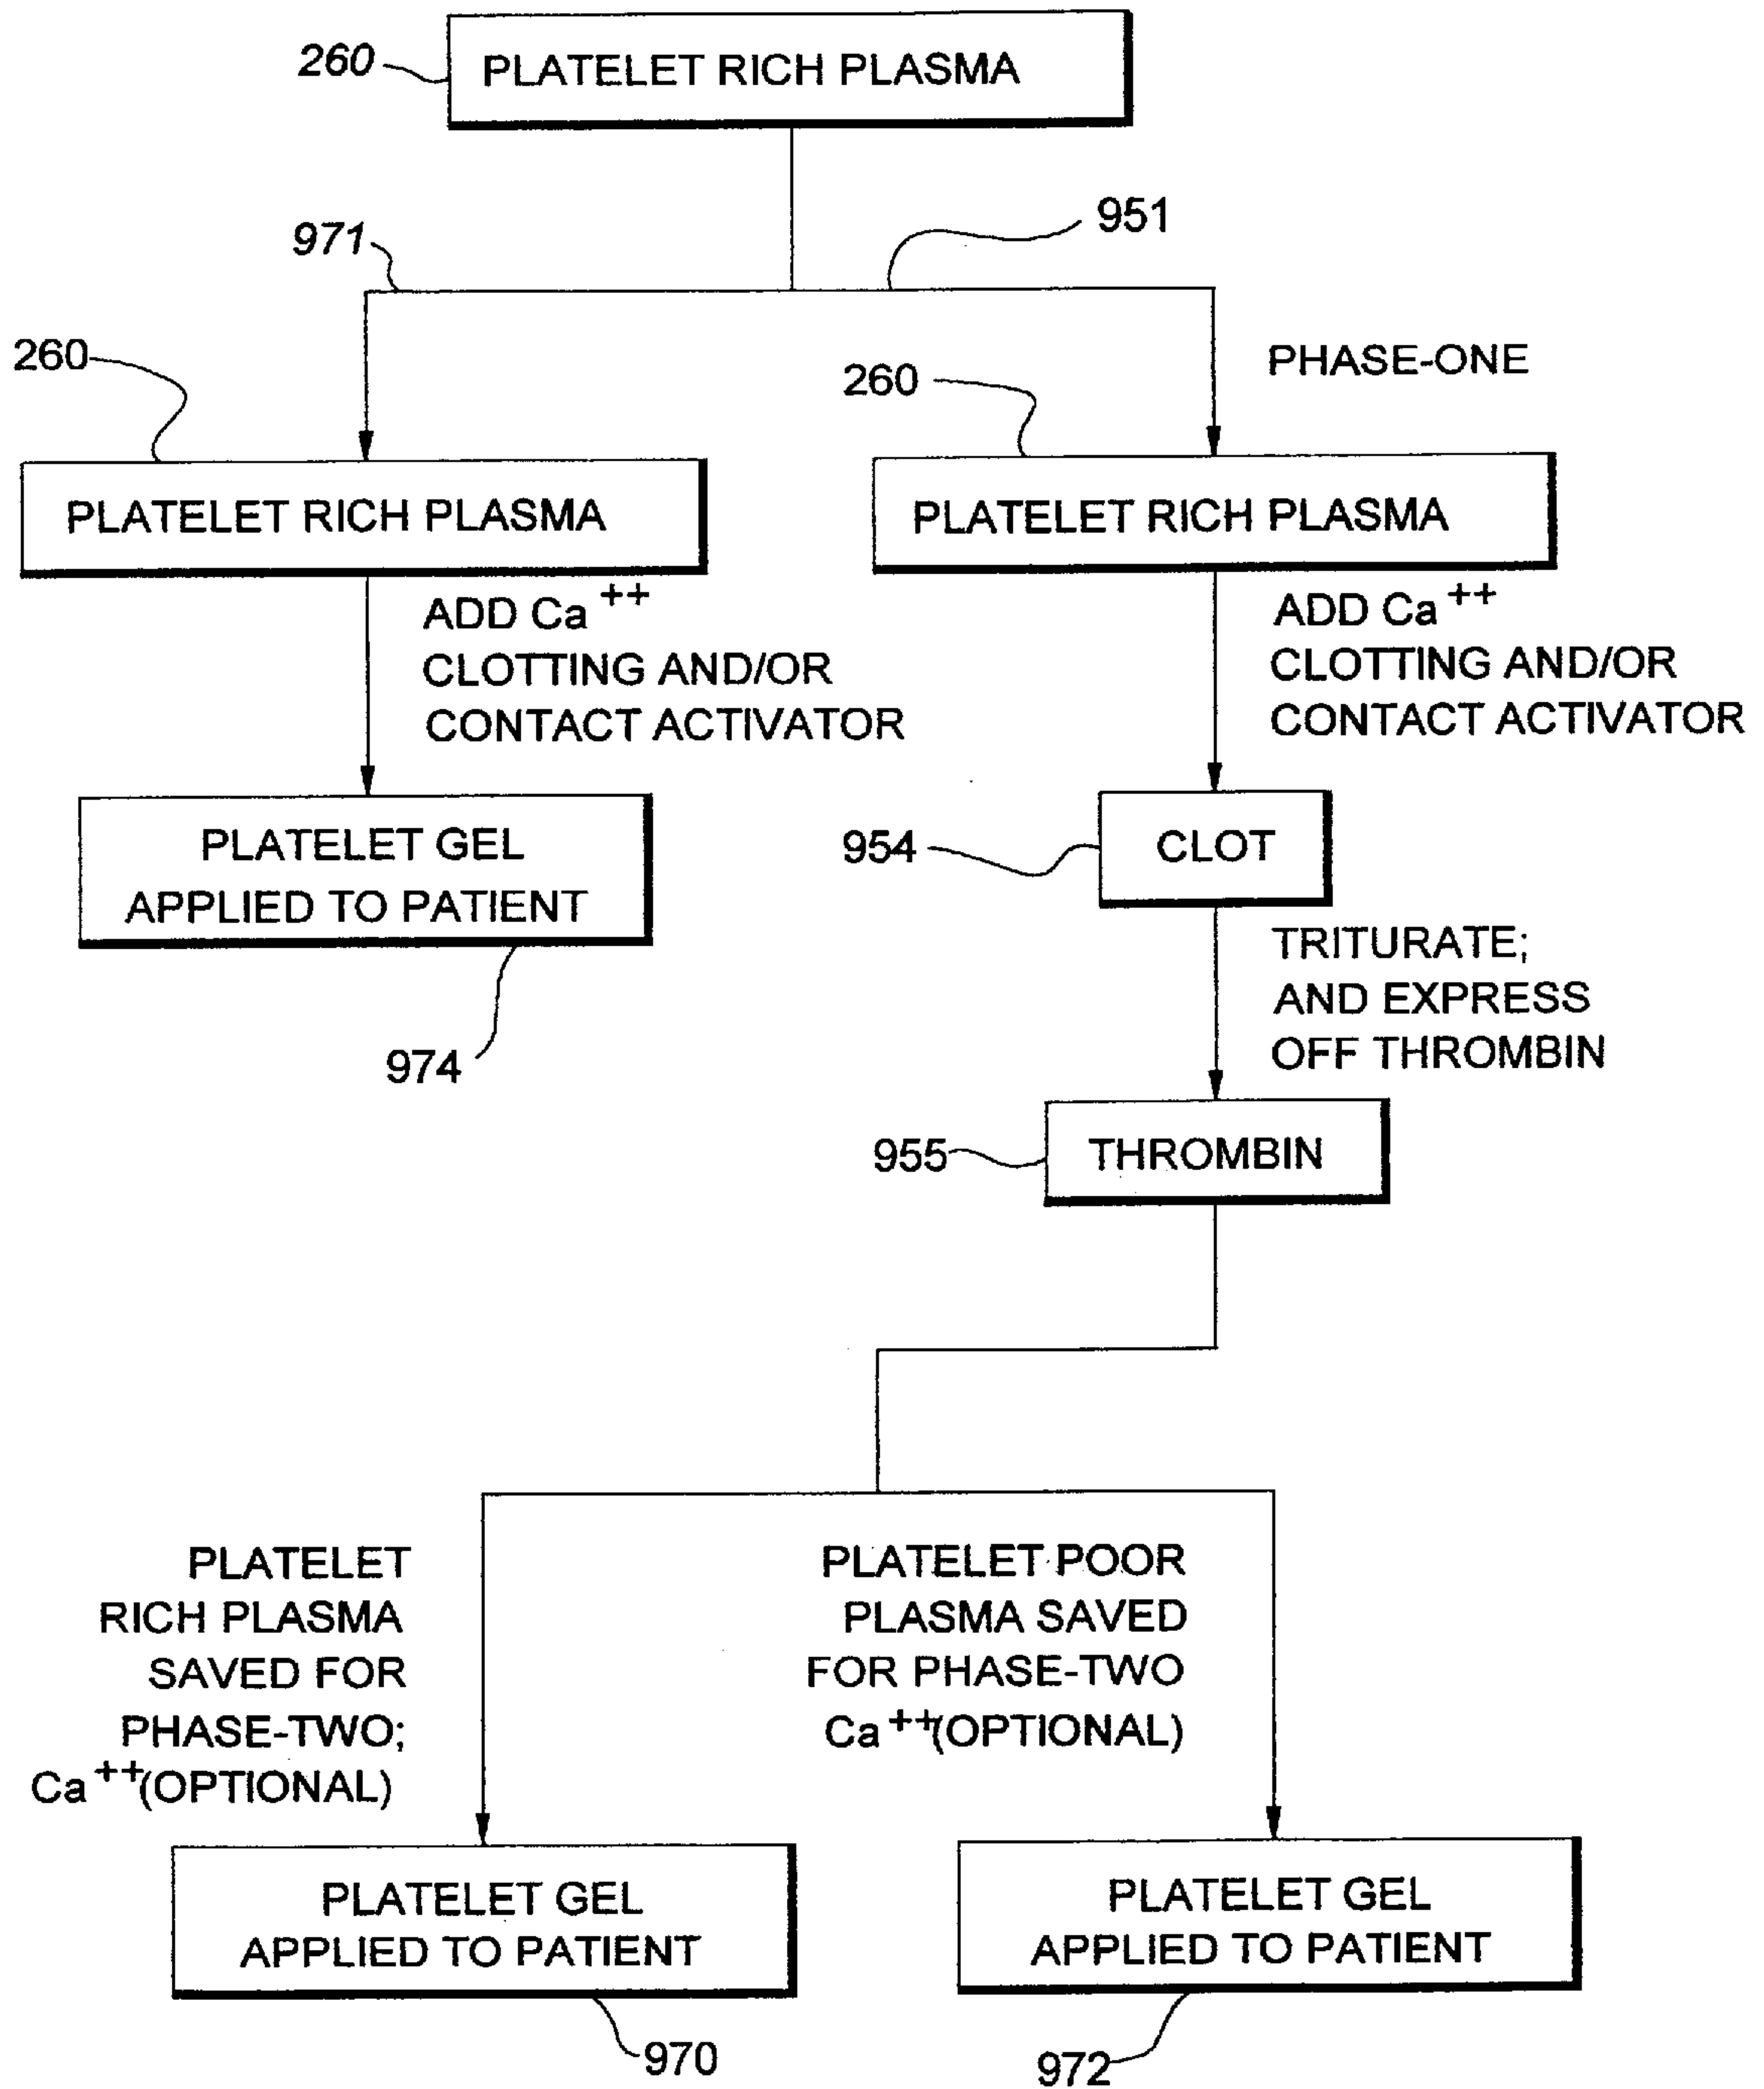 260
PLATELET RICH PLASMA
971
951
260
260
PHASE-ONE
PLATELET RICH PLASMA
PLATELET RICH PLASMA
ADD Ca++
CLOTTING AND/OR
CONTACT ACTIVATOR
ADD Ca++
CLOTTING AND/OR
CONTACT ACTIVATOR
PLATELET GEL
APPLIED TO PATIENT
974
954
CLOT
TRITURATE;
AND EXPRESS
OFF THROMBIN
955
THROMBIN
PLATELET
RICH PLASMA
SAVED FOR
PHASE-TWO;
Ca++(OPTIONAL)
PLATELET POOR
PLASMA SAVED
FOR PHASE-TWO
Ca++(OPTIONAL)
PLATELET GEL
APPLIED TO PATIENT
970
PLATELET GEL
APPLIED TO PATIENT
972